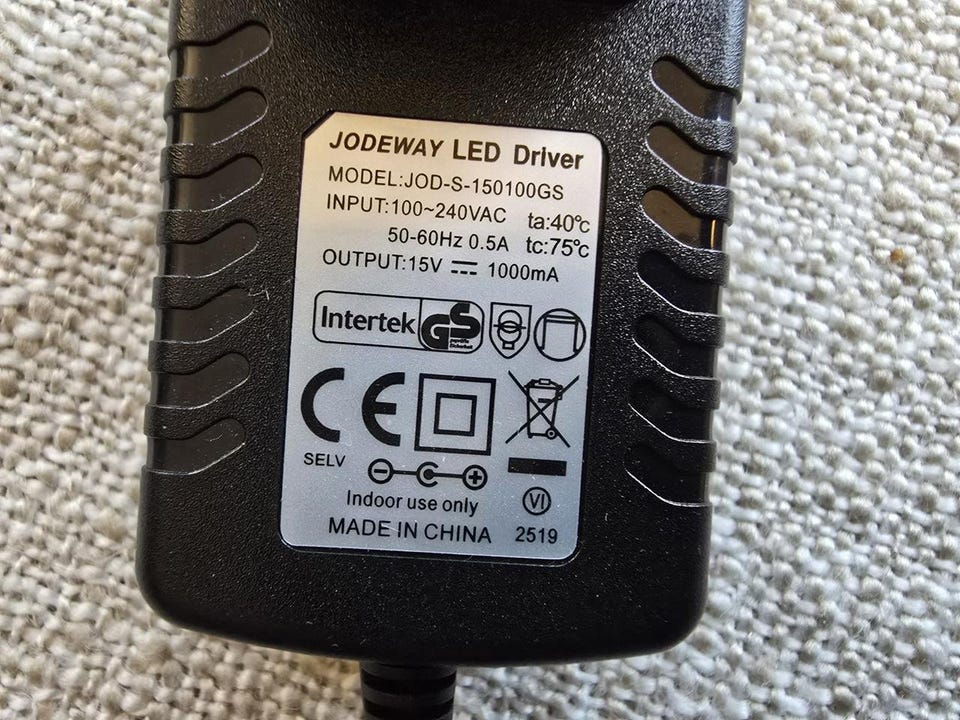 JODEWAY LED Driver
MODEL:JOD-S-150100GS
INPUT:100~240VAC ta:40℃
50-60Hz 0.5A tc:75℃
OUTPUT:15V ⎓ 1000mA
Intertek GS
CE
SELV
Indoor use only VI
MADE IN CHINA 2519